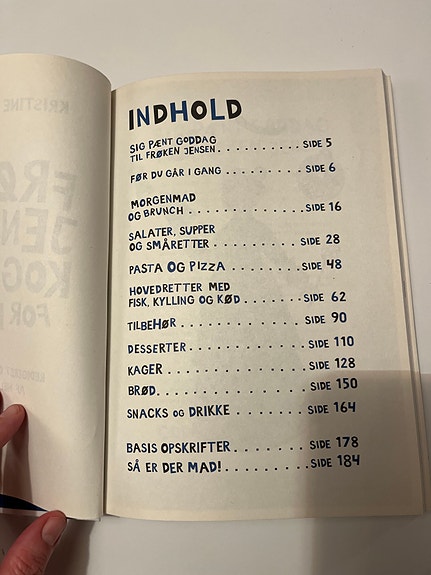 INDHOLD
SIG PÆNT GODDAG
TIL FRØKEN JENSEN . . . . . . . . . . SIDE 5
FØR DU GÅR I GANG . . . . . . . . . . SIDE 6
MORGENMAD
OG BRUNCH . . . . . . . . . . . . . SIDE 16
SALATER, SUPPER
OG SMÅRETTER . . . . . . . . . . SIDE 28
PASTA OG PIZZA . . . . . . . . . SIDE 48
HOVEDRETTER MED
FISK, KYLLING OG KØD . . . . . . . SIDE 62
TILBEHØR . . . . . . . . . . . . . . SIDE 90
DESSERTER . . . . . . . . . . . . . SIDE 110
KAGER . . . . . . . . . . . . . . . SIDE 128
BRØD . . . . . . . . . . . . . . . . SIDE 150
SNACKS OG DRIKKE . . . . . . . . SIDE 164
BASIS OPSKRIFTER . . . . . . . . SIDE 178
SÅ ER DER MAD! . . . . . . . . . SIDE 184